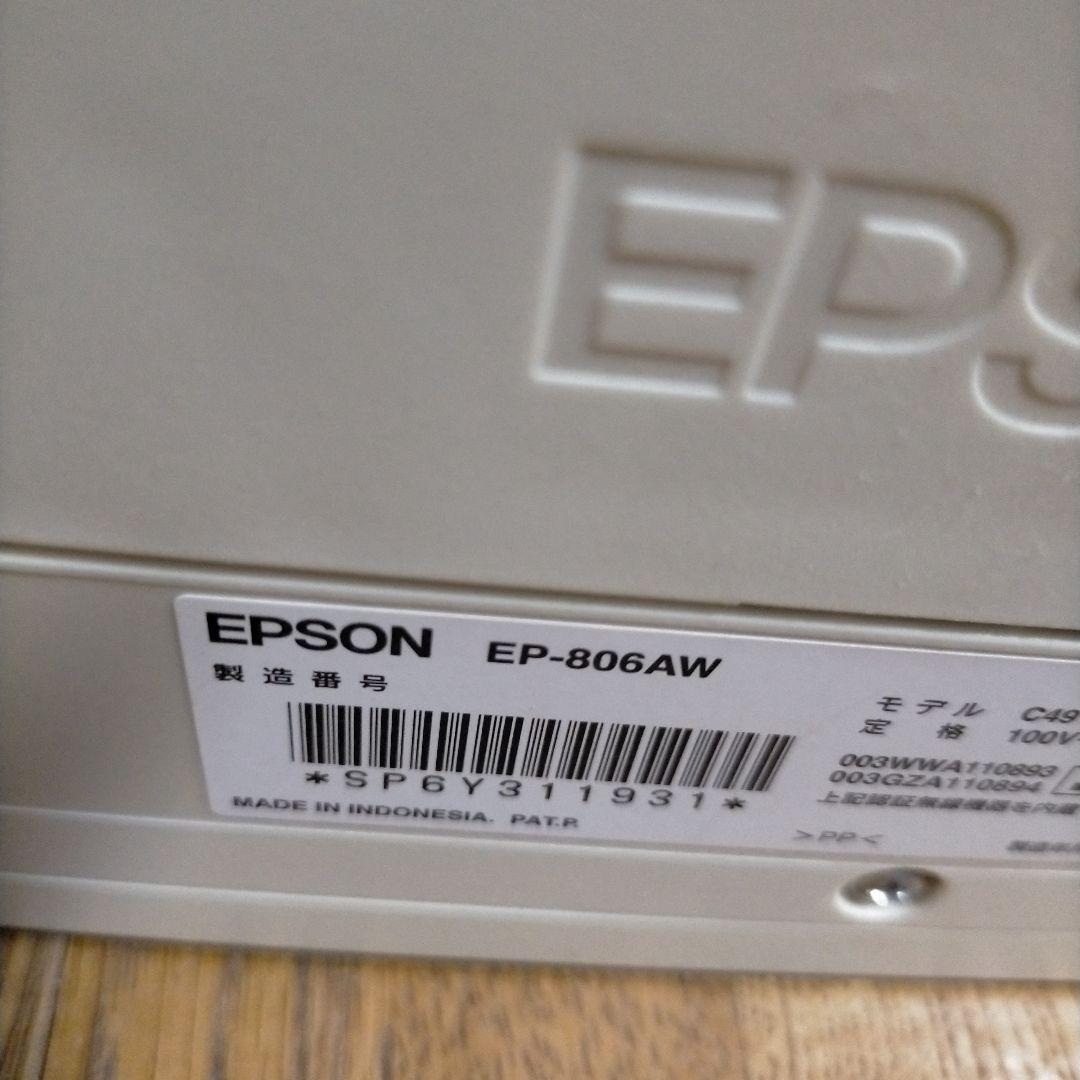 EPS
EPSON EP-806AW
製造番号
*SP6Y311931*
MADE IN INDONESIA. PAT.P.
モデル C49
定格 100V
003WWA110893
003GZA110894
上記認証無線機器を内蔵
>PP<